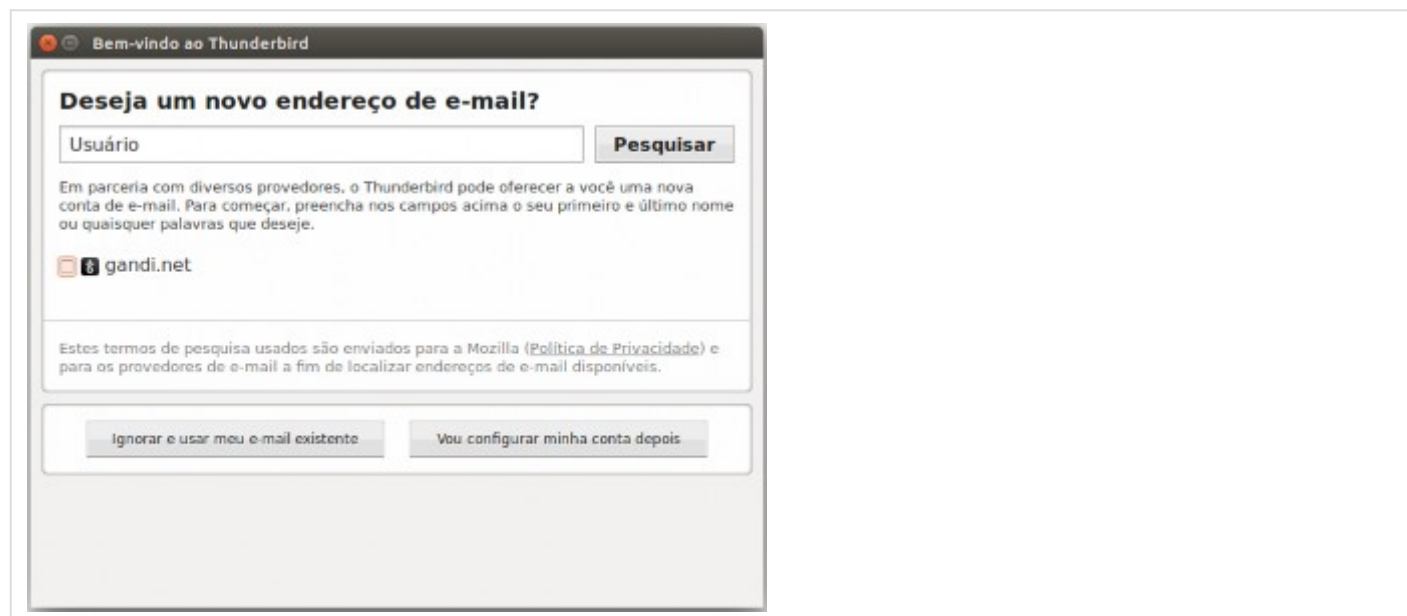 Bem-vindo ao Thunderbird
Deseja um novo endereço de e-mail?
Usuário
Pesquisar
Em parceria com diversos provedores, o Thunderbird pode oferecer a você uma nova
conta de e-mail. Para começar, preencha nos campos acima o seu primeiro e último nome
ou quaisquer palavras que deseje.
gandi.net
Estes termos de pesquisa usados são enviados para a Mozilla (Política de Privacidade) e
para os provedores de e-mail a fim de localizar endereços de e-mail disponíveis.
Ignorar e usar meu e-mail existente
Vou configurar minha conta depois